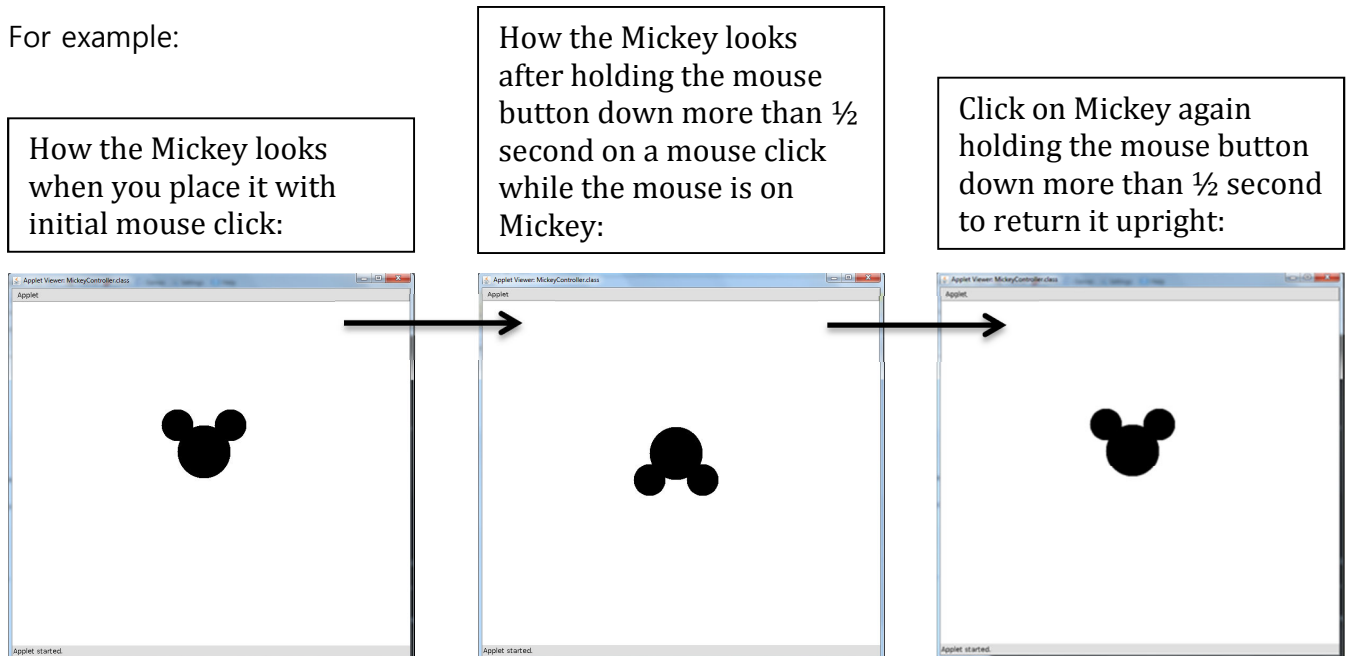 For example:
How the Mickey looks
when you place it with
initial mouse click:
How the Mickey looks
after holding the mouse
button down more than ½
second on a mouse click
while the mouse is on
Mickey:
Click on Mickey again
holding the mouse button
down more than ½ second
to return it upright:
Applet Viewer: MickeyController.class
Applet
Applet started.
Applet Viewer: MickeyController.class
Applet
Applet started.
Applet Viewer: MickeyController.class
Applet
Applet started.